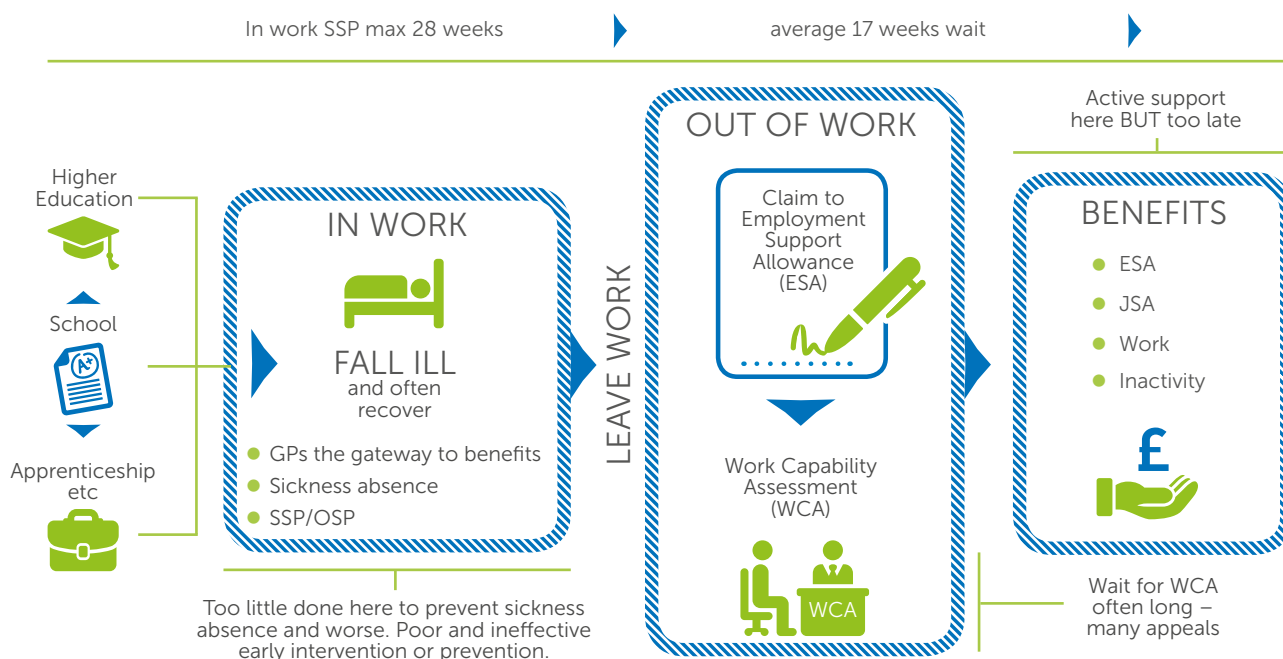 In work SSP max 28 weeks
average 17 weeks wait
Higher
Education
School
A+
Apprenticeship
etc
IN WORK
FALL ILL
and often
recover
GPs the gateway to benefits
Sickness absence
SSP/OSP
Too little done here to prevent sickness
absence and worse. Poor and ineffective
early intervention or prevention.
LEAVE WORK
OUT OF WORK
Claim to
Employment
Support
Allowance
(ESA)
Work Capability
Assessment
(WCA)
WCA
Active support
here BUT too late
BENEFITS
ESA
JSA
Work
Inactivity
£
Wait for WCA
often long –
many appeals